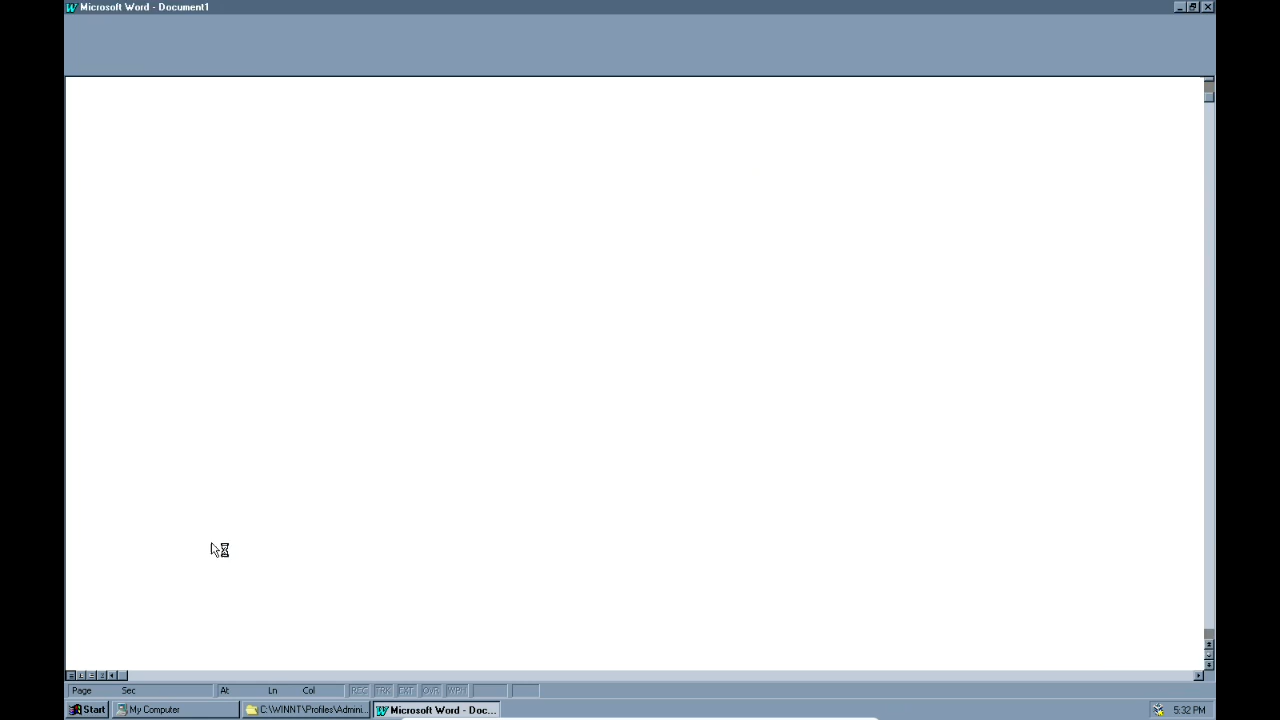 Microsoft Word - Document1
Page Sec At Ln Col REC TRK EXT OVR WPH
Start My Computer C:\WINNT\Profiles\Admini... Microsoft Word - Doc... 5:32 PM